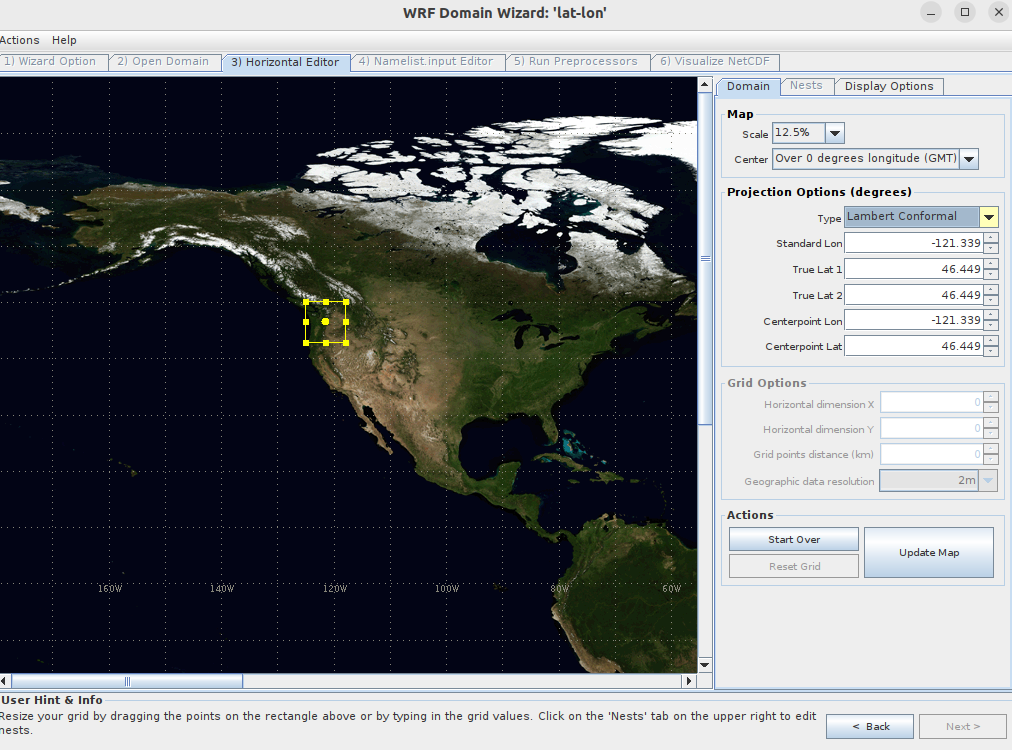 WRF Domain Wizard: 'lat-lon'
Actions Help
1) Wizard Option 2) Open Domain 3) Horizontal Editor 4) Namelist.input Editor 5) Run Preprocessors 6) Visualize NetCDF
160W 140W 120W 100W 80W 60W
Domain Nests Display Options
Map
Scale 12.5%
Center Over 0 degrees longitude (GMT)
Projection Options (degrees)
Type Lambert Conformal
Standard Lon -121.339
True Lat 1 46.449
True Lat 2 46.449
Centerpoint Lon -121.339
Centerpoint Lat 46.449
Grid Options
Horizontal dimension X 0
Horizontal dimension Y 0
Grid points distance (km) 0
Geographic data resolution 2m
Actions
Start Over
Update Map
Reset Grid
User Hint & Info
Resize your grid by dragging the points on the rectangle above or by typing in the grid values. Click on the 'Nests' tab on the upper right to edit
nests.
< Back Next >